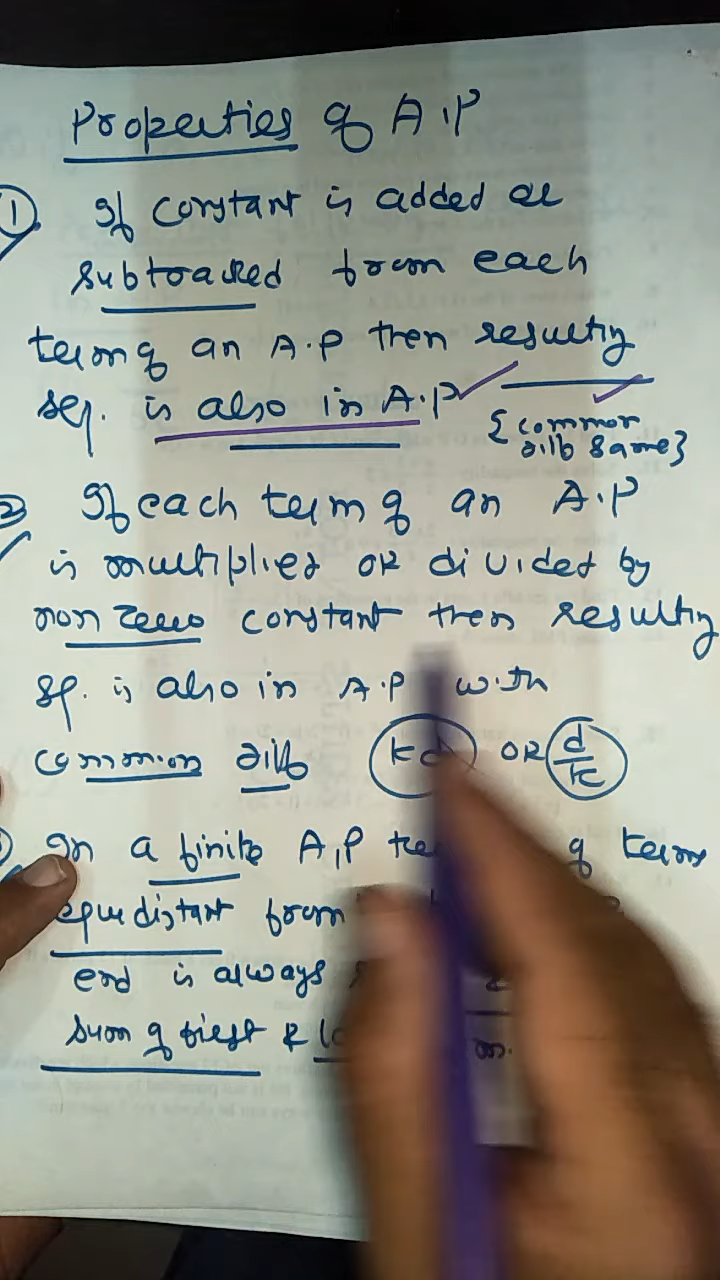 Properties of A.P
① If constant is added or
subtracted from each
term of an A.P then resulting
seq. is also in A.P
{common
diff same}
2 If each term of an A.P
is multiplied OR divided by
non zero constant then resulting
sq. is also in A.P with
common diff kd OR d/k
In a finite A.P of terms
equidistant from
end is always
sum of first &